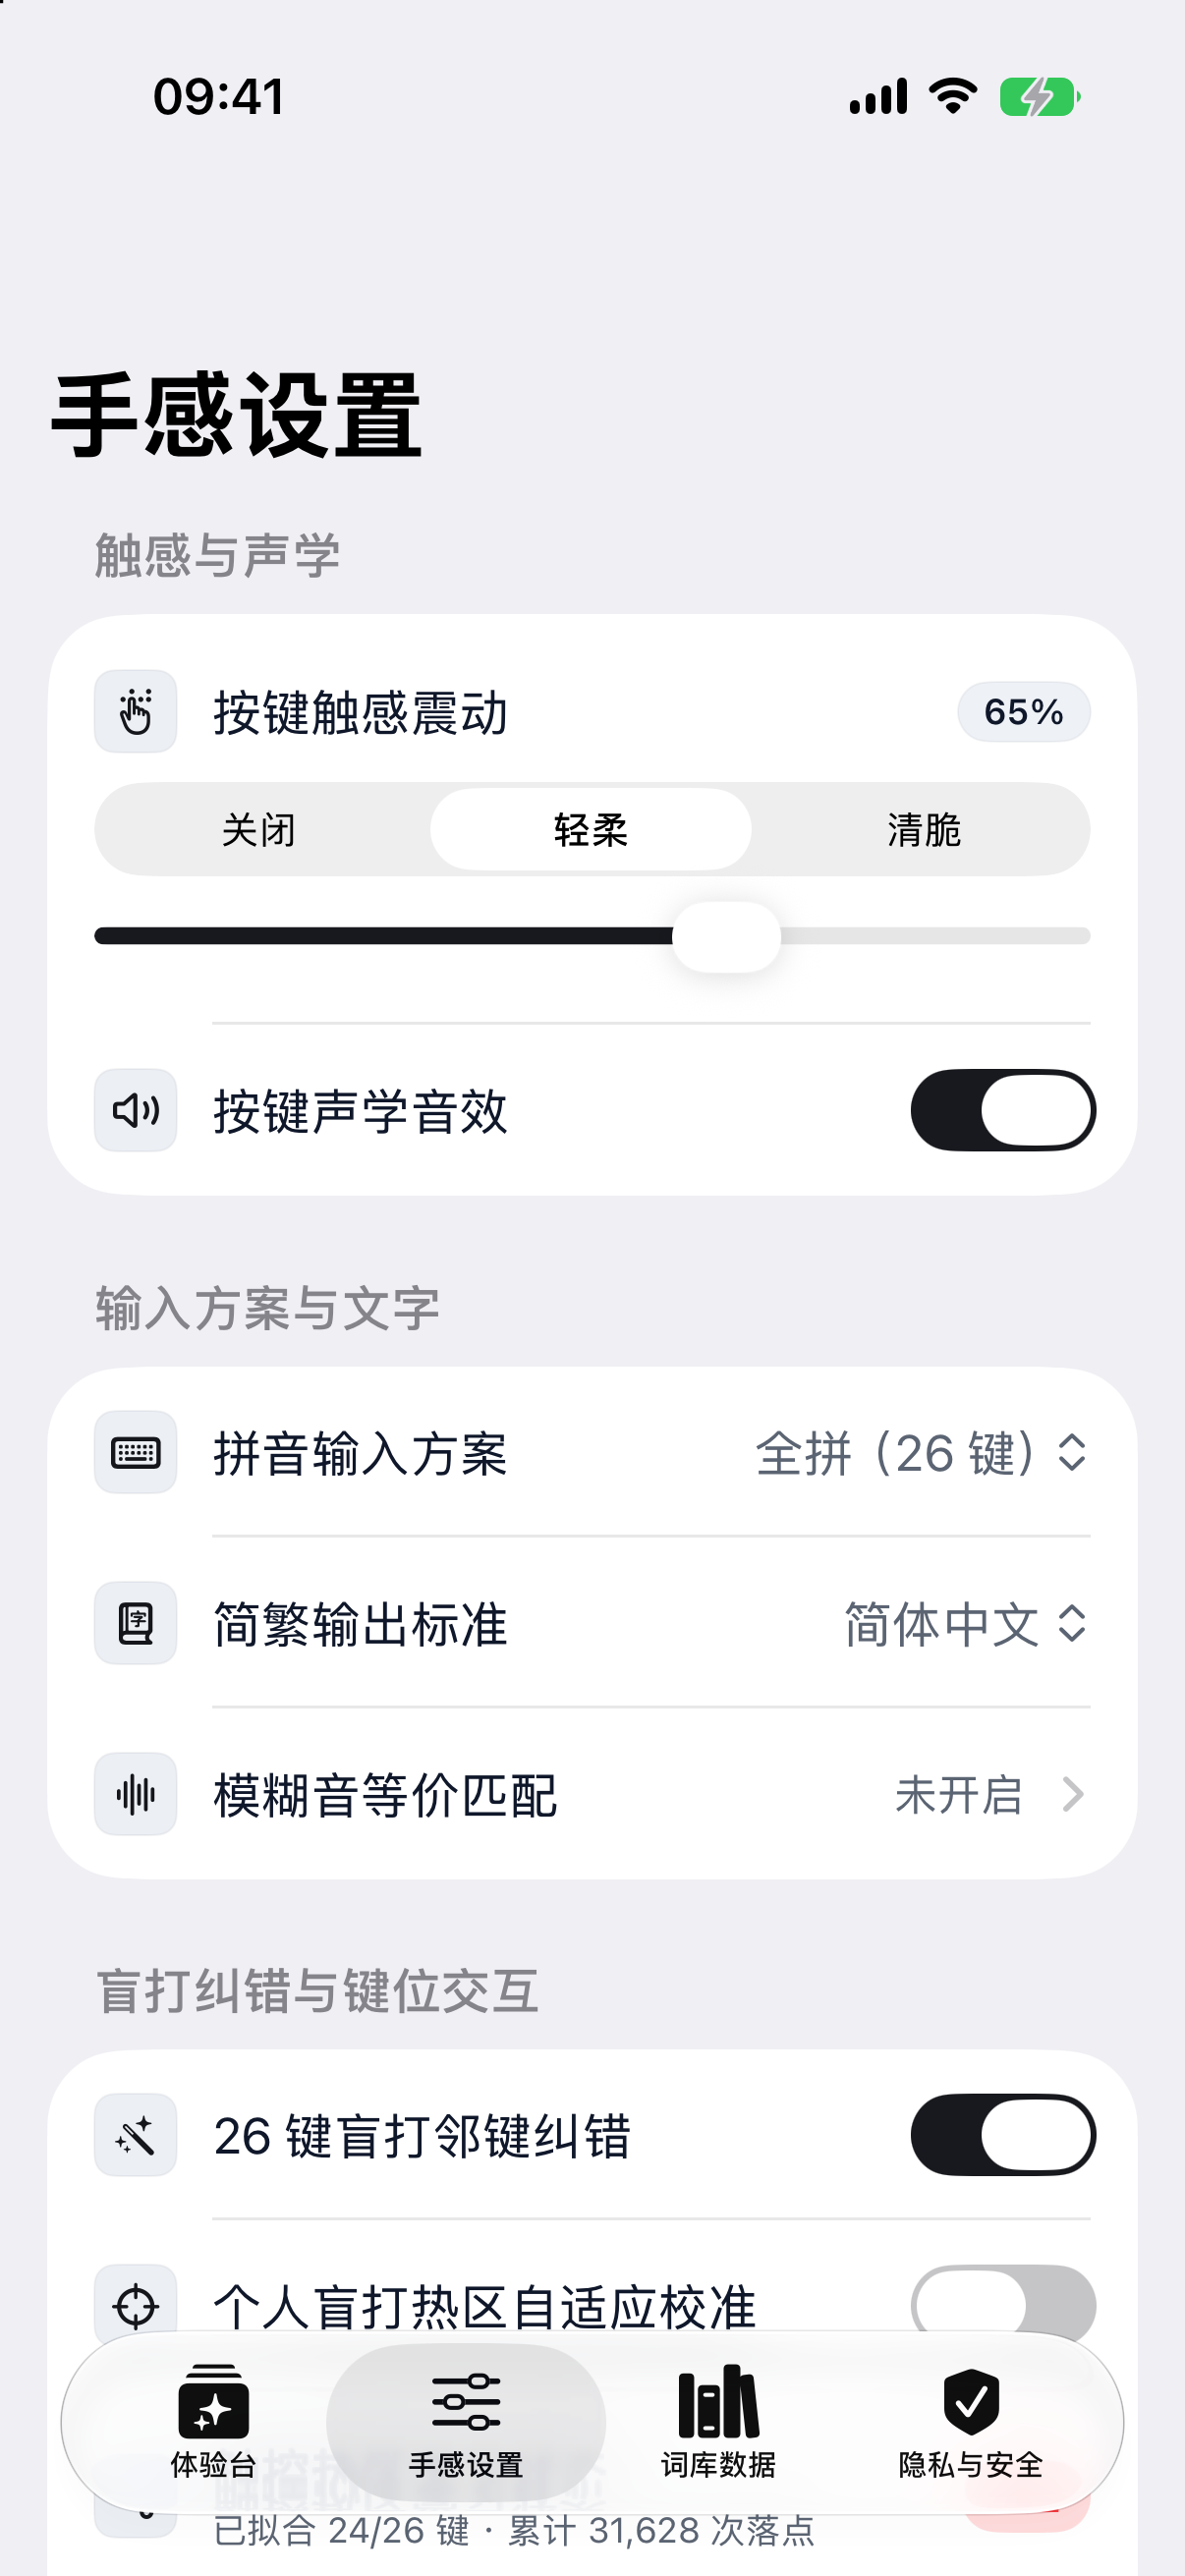 09:41
手感设置
触感与声学
按键触感震动
65%
关闭
轻柔
清脆
按键声学音效
输入方案与文字
拼音输入方案
全拼（26 键）
字
简繁输出标准
简体中文
模糊音等价匹配
未开启
盲打纠错与键位交互
26 键盲打邻键纠错
个人盲打热区自适应校准
体验台
手感设置
词库数据
隐私与安全
已拟合 24/26 键 · 累计 31,628 次落点